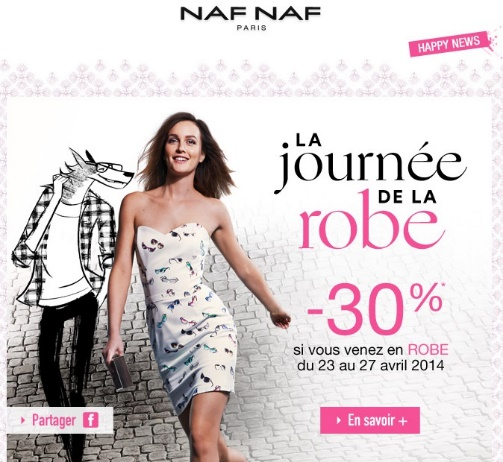 NAF NAF
PARIS
HAPPY NEWS
LA
journée
DE LA
robe
-30%*
si vous venez en ROBE
du 23 au 27 avril 2014
Partager f
En savoir +